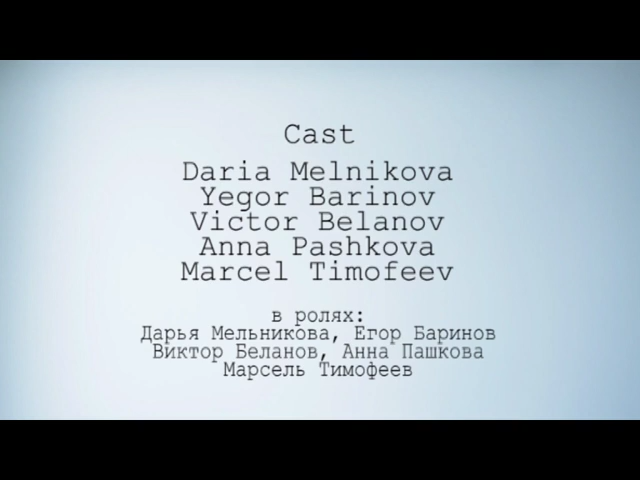 Cast
Daria Melnikova
Yegor Barinov
Victor Belanov
Anna Pashkova
Marcel Timofeev
в ролях:
Дарья Мельникова, Егор Баринов
Виктор Беланов, Анна Пашкова
Марсель Тимофеев